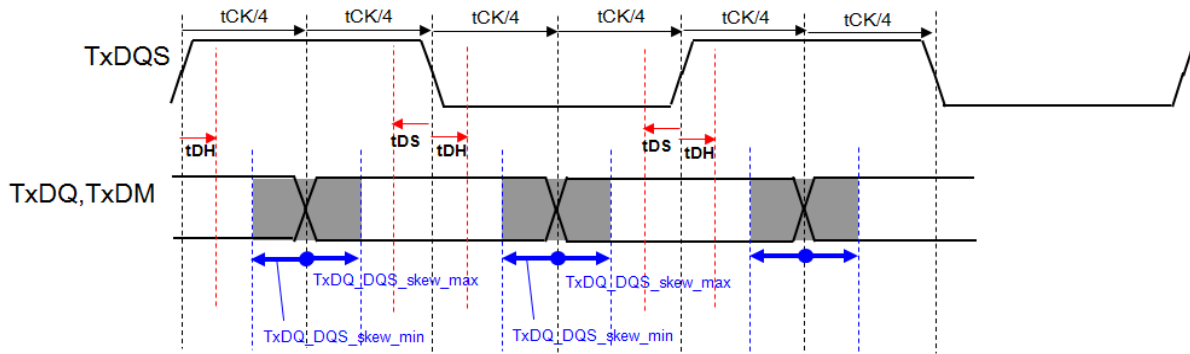 tCK/4 tCK/4 tCK/4 tCK/4 tCK/4 tCK/4
TxDQS
tDH tDS tDH tDS tDH
TxDQ,TxDM
TxDQ_DQS_skew_max TxDQ_DQS_skew_max
TxDQ_DQS_skew_min TxDQ_DQS_skew_min